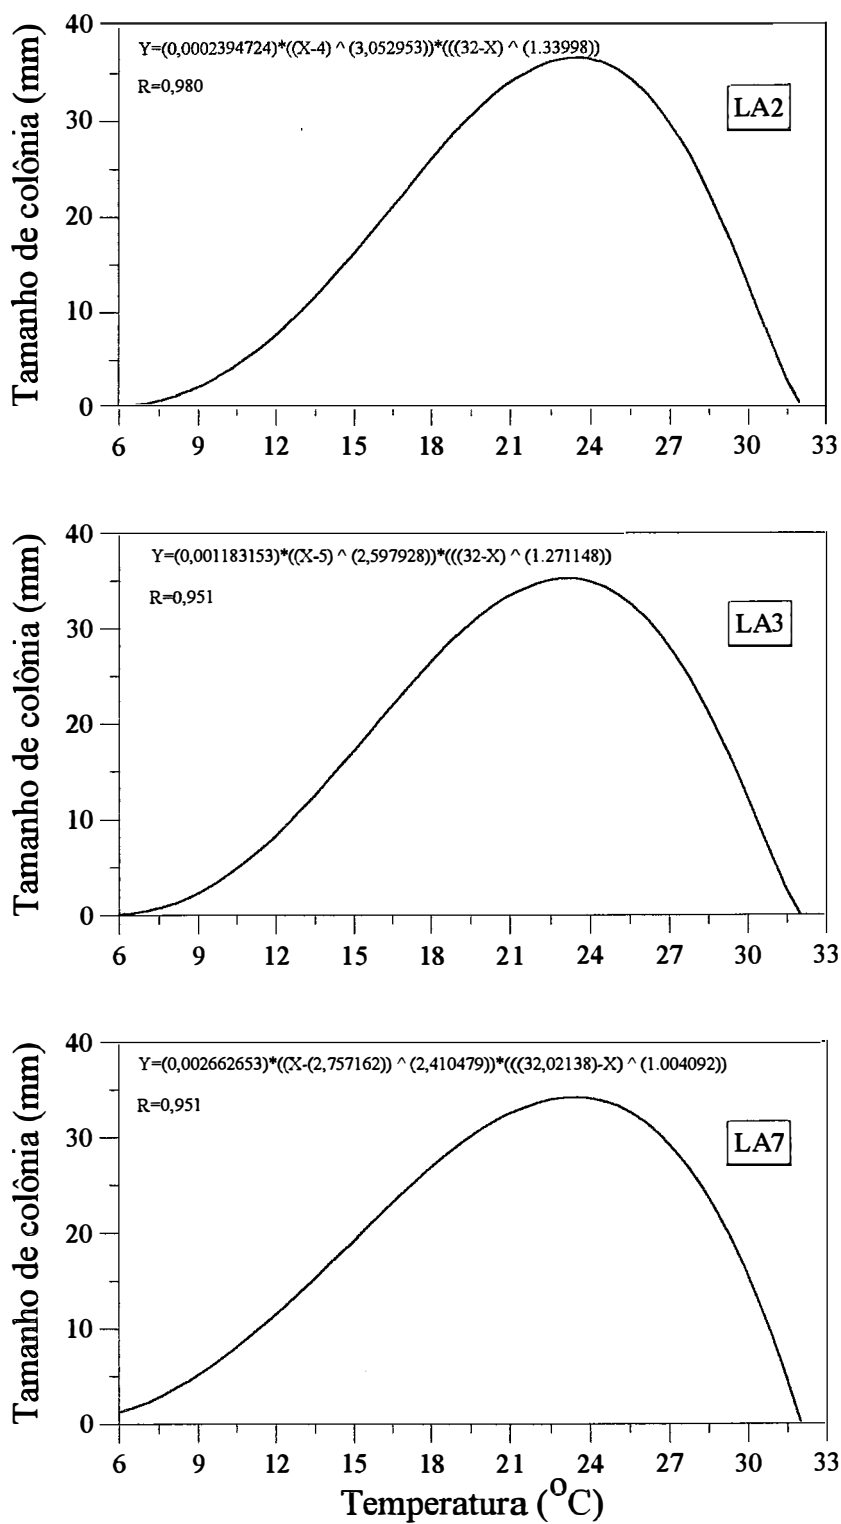 Y=(0,0002394724)*((X-4) ^ (3,052953))*(((32-X) ^ (1.33998))
R=0,980
LA2
Tamanho de colônia (mm)
40
30
20
10
0
6 9 12 15 18 21 24 27 30 33
Y=(0,001183153)*((X-5) ^ (2,597928))*(((32-X) ^ (1.271148))
R=0,951
LA3
Tamanho de colônia (mm)
40
30
20
10
0
6 9 12 15 18 21 24 27 30 33
Y=(0,002662653)*((X-(2,757162)) ^ (2,410479))*(((32,02138)-X) ^ (1.004092))
R=0,951
LA7
Tamanho de colônia (mm)
40
30
20
10
0
6 9 12 15 18 21 24 27 30 33
Temperatura (°C)